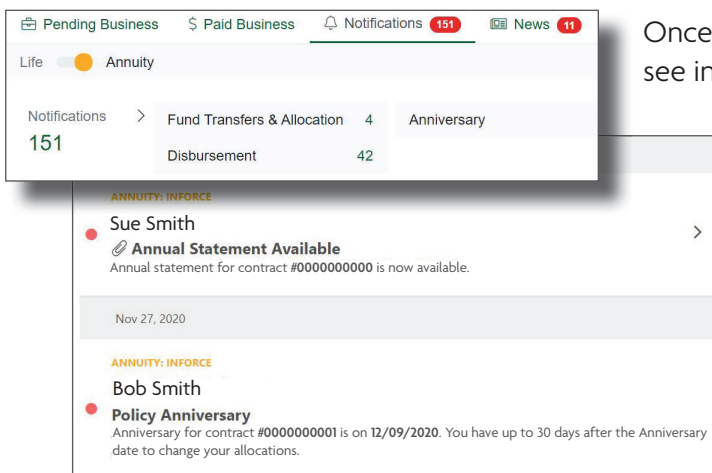 Pending Business $ Paid Business Notifications 151 News 11
Once
see in
Life Annuity
Notifications > Fund Transfers & Allocation 4 Anniversary
151
Disbursement 42
ANNUITY: INFORCE
Sue Smith
Annual Statement Available
Annual statement for contract #0000000000 is now available.
Nov 27, 2020
ANNUITY: INFORCE
Bob Smith
Policy Anniversary
Anniversary for contract #0000000001 is on 12/09/2020. You have up to 30 days after the Anniversary
date to change your allocations.